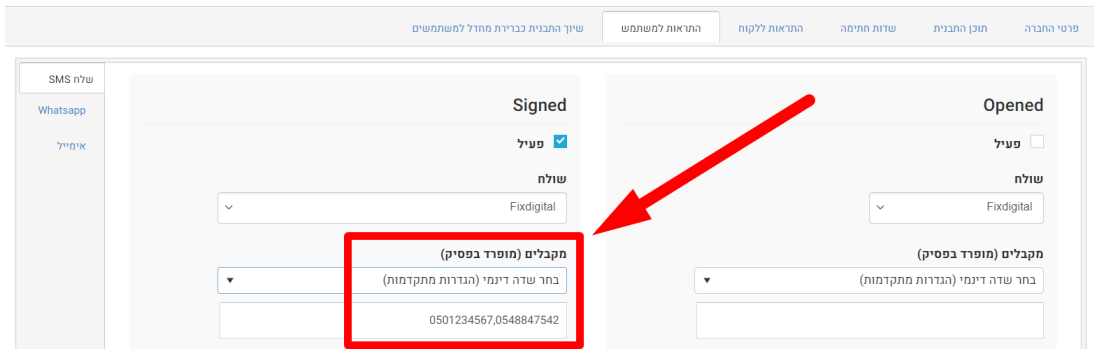 פרטי החברה
תוכן התבנית
שדות חתימה
התראות ללקוח
התראות למשתמש
שיוך התבנית כברירת מחדל למשתמשים
Opened
פעיל
שולח
Fixdigital
מקבלים (מופרד בפסיק)
בחר שדה דינמי (הגדרות מתקדמות)
Signed
פעיל
שולח
Fixdigital
מקבלים (מופרד בפסיק)
בחר שדה דינמי (הגדרות מתקדמות)
0501234567,0548847542
שלח SMS
Whatsapp
אימייל